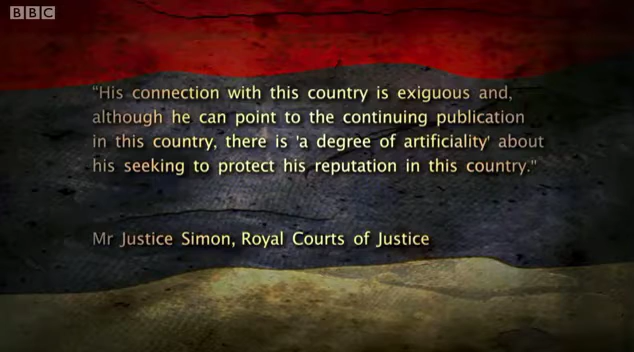 BBC
"His connection with this country is exiguous and,
although he can point to the continuing publication
in this country, there is 'a degree of artificiality' about
his seeking to protect his reputation in this country."
Mr Justice Simon, Royal Courts of Justice